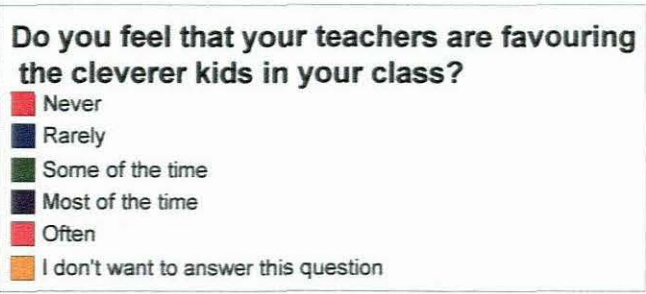 Do you feel that your teachers are favouring
the cleverer kids in your class?
Never
Rarely
Some of the time
Most of the time
Often
I don't want to answer this question